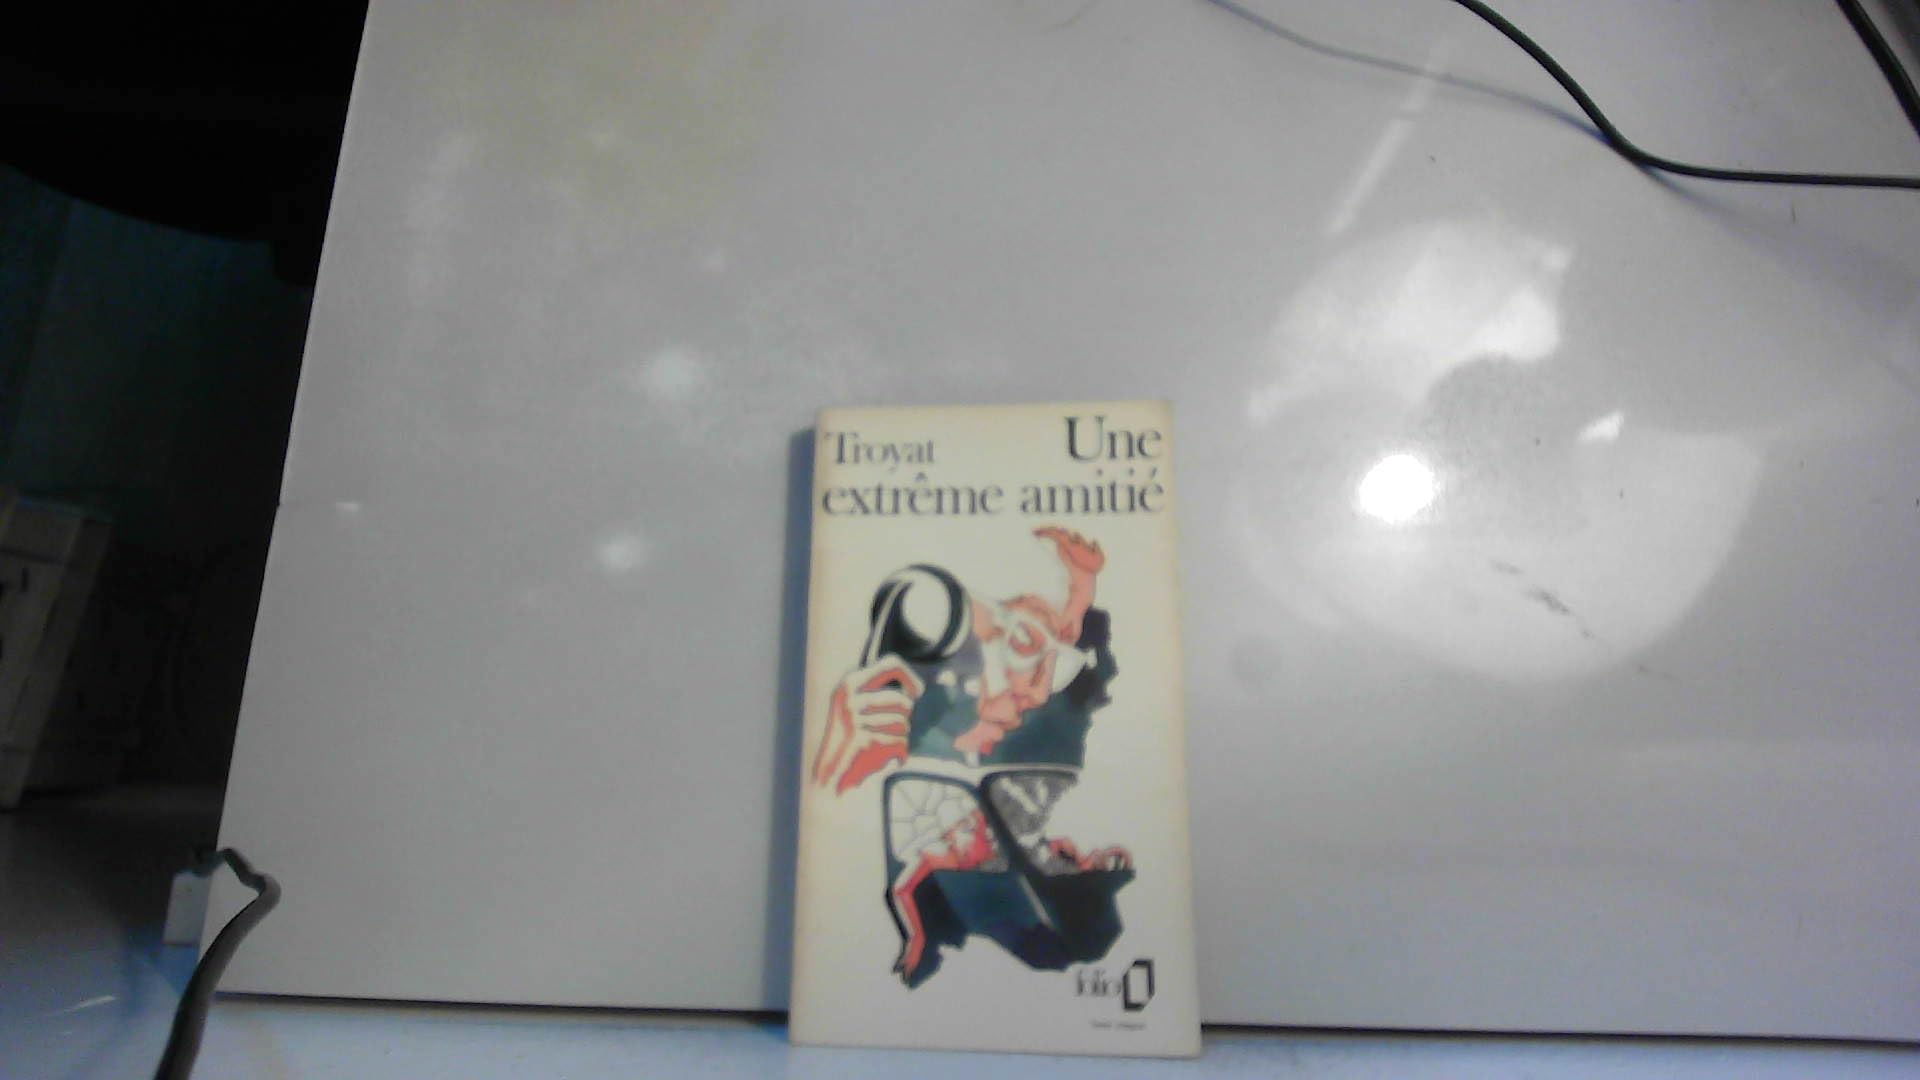 Troyat Une
extrême amitié
folio